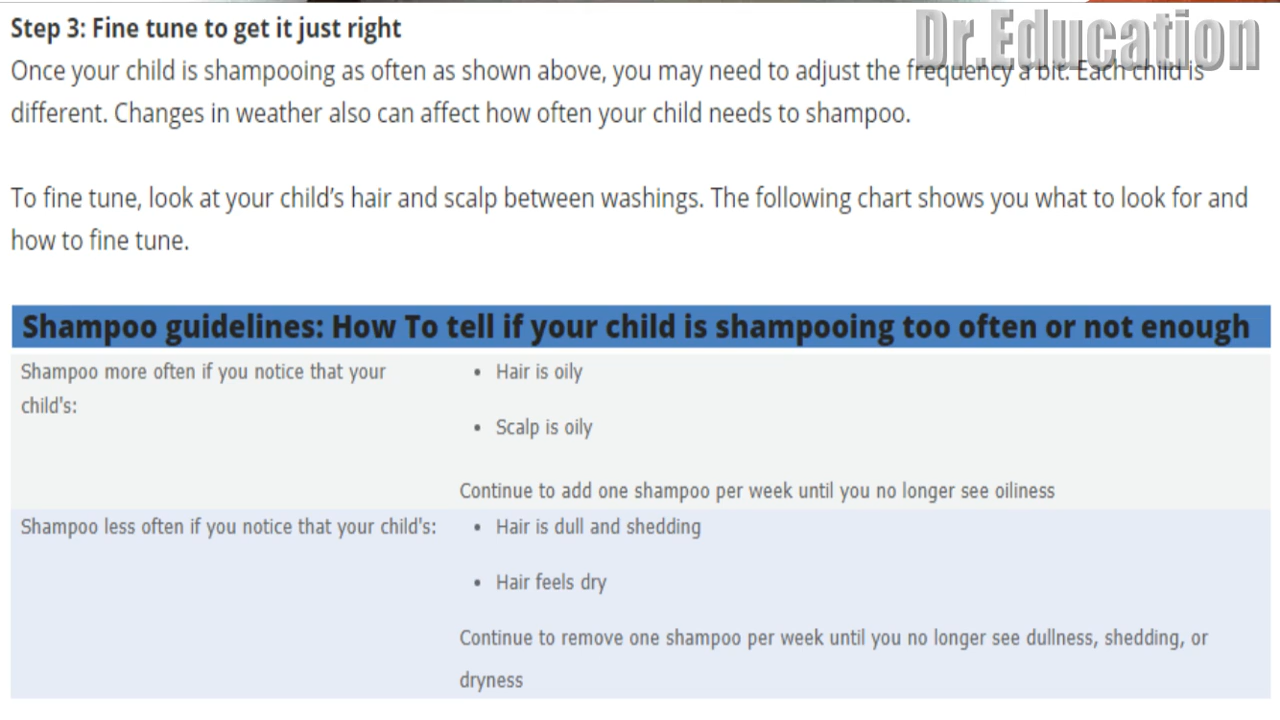 Dr.Education
Step 3: Fine tune to get it just right
Once your child is shampooing as often as shown above, you may need to adjust the frequency a bit. Each child is
different. Changes in weather also can affect how often your child needs to shampoo.
To fine tune, look at your child's hair and scalp between washings. The following chart shows you what to look for and
how to fine tune.
Shampoo guidelines: How To tell if your child is shampooing too often or not enough
Shampoo more often if you notice that your
child's:
• Hair is oily
• Scalp is oily
Continue to add one shampoo per week until you no longer see oiliness
Shampoo less often if you notice that your child's:
• Hair is dull and shedding
• Hair feels dry
Continue to remove one shampoo per week until you no longer see dullness, shedding, or
dryness